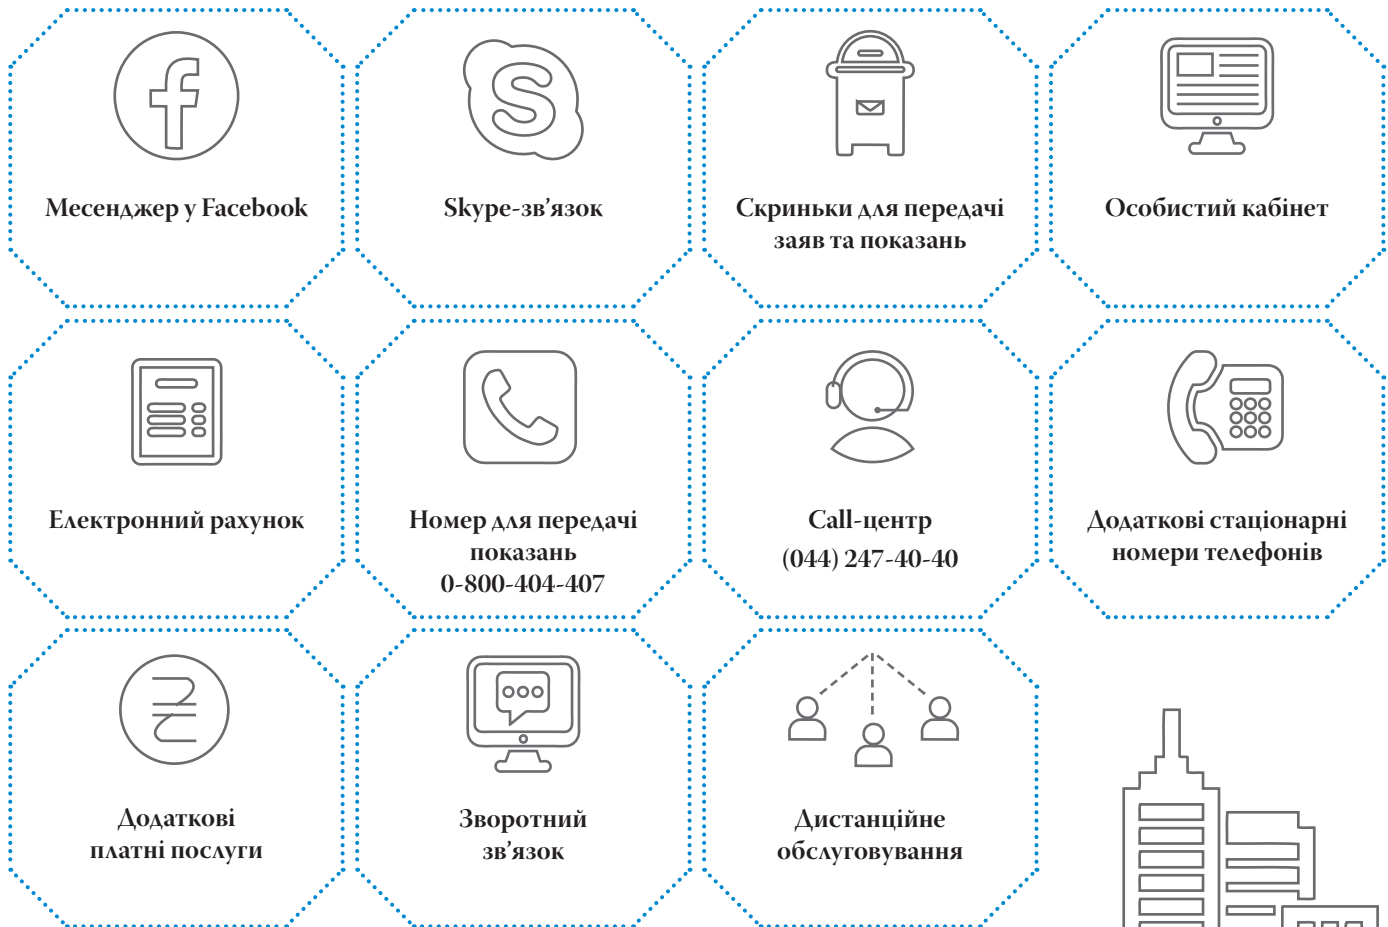 Месенджер у Facebook
Skype-зв’язок
Скриньки для передачі
заяв та показань
Особистий кабінет
Електронний рахунок
Номер для передачі
показань
0-800-404-407
Call-центр
(044) 247-40-40
Додаткові стаціонарні
номери телефонів
Додаткові
платні послуги
Зворотний
зв’язок
Дистанційне
обслуговування